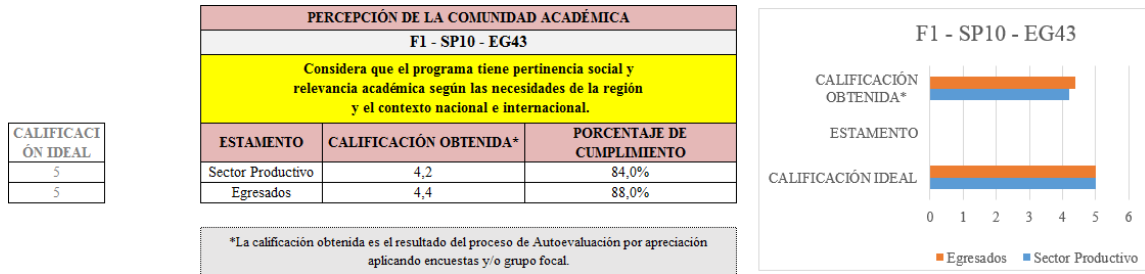 PERCEPCIÓN DE LA COMUNIDAD ACADÉMICA
F1 - SP10 - EG43
Considera que el programa tiene pertinencia social y
relevancia académica según las necesidades de la región
y el contexto nacional e internacional.
CALIFICACI
ÓN IDEAL
5
5
ESTAMENTO CALIFICACIÓN OBTENIDA* PORCENTAJE DE
CUMPLIMIENTO
Sector Productivo 4,2 84,0%
Egresados 4,4 88,0%
*La calificación obtenida es el resultado del proceso de Autoevaluación por apreciación
aplicando encuestas y/o grupo focal.
F1 - SP10 - EG43
CALIFICACIÓN
OBTENIDA*
ESTAMENTO
CALIFICACIÓN IDEAL
0 1 2 3 4 5 6
Egresados Sector Productivo